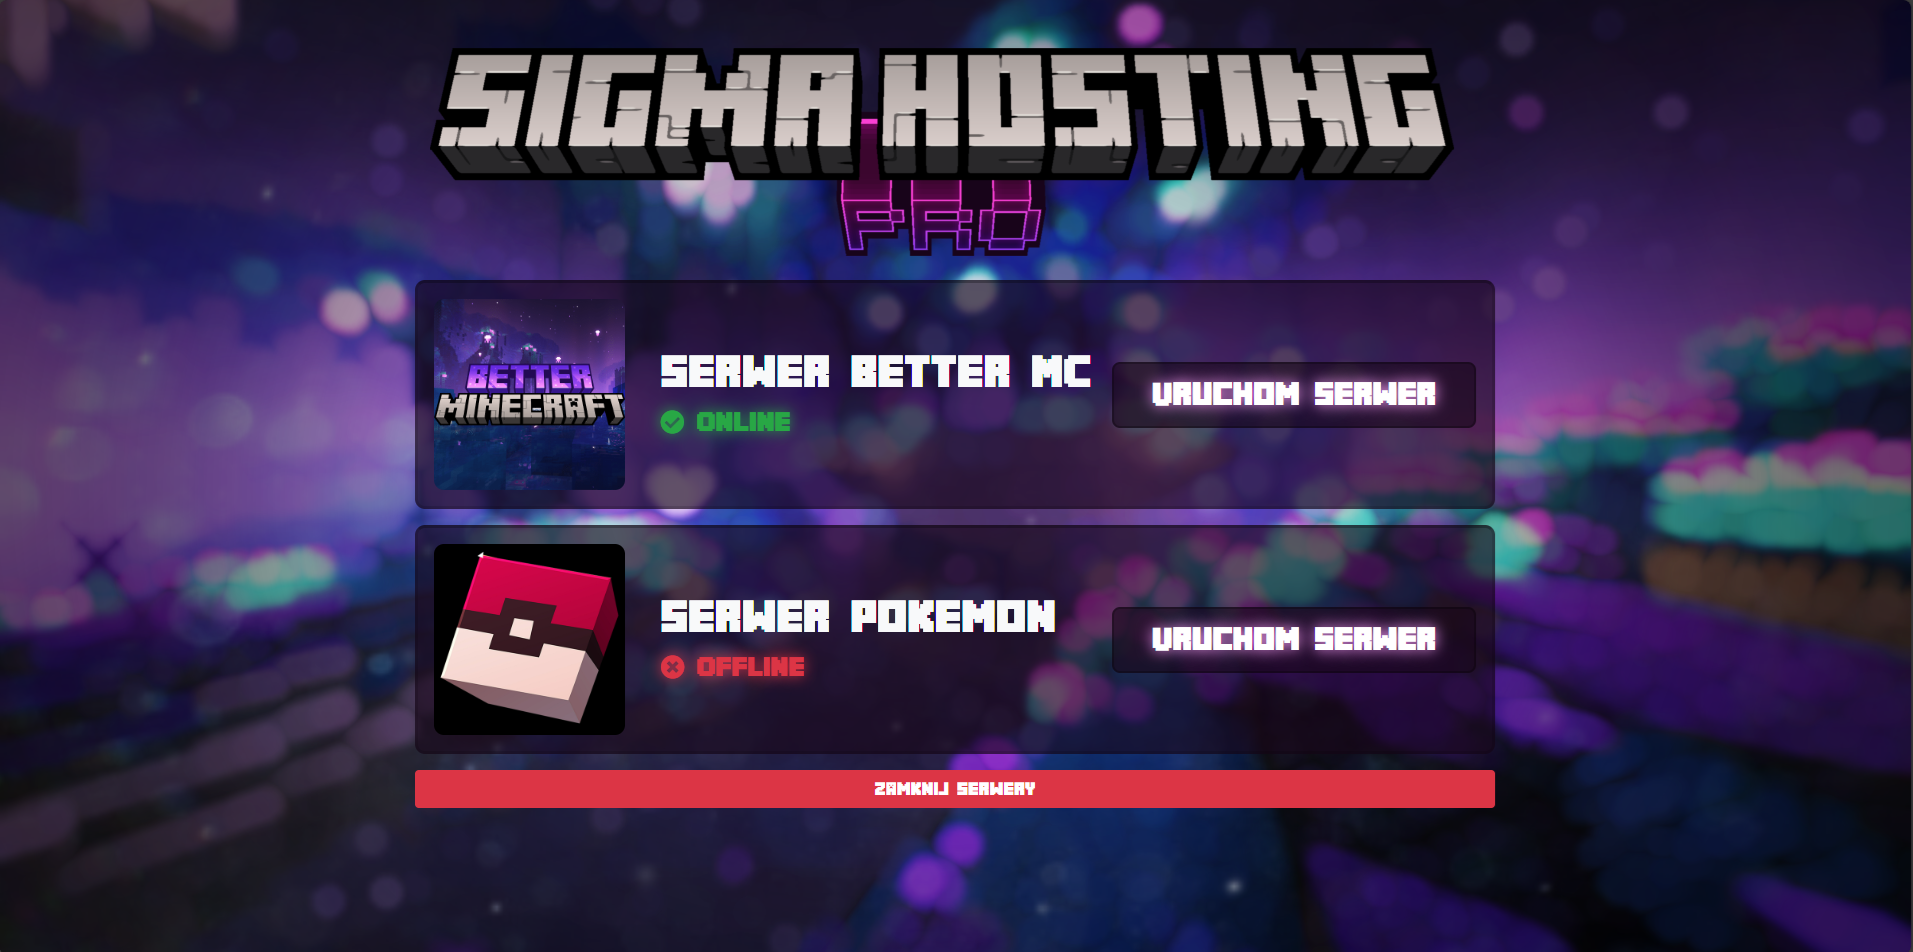 SIGMA HOSTING
PRO
BETTER
MINECRAFT
SERWER BETTER MC
ONLINE
URUCHOM SERWER
SERWER POKEMON
OFFLINE
URUCHOM SERWER
ZAMKNIJ SERWERY